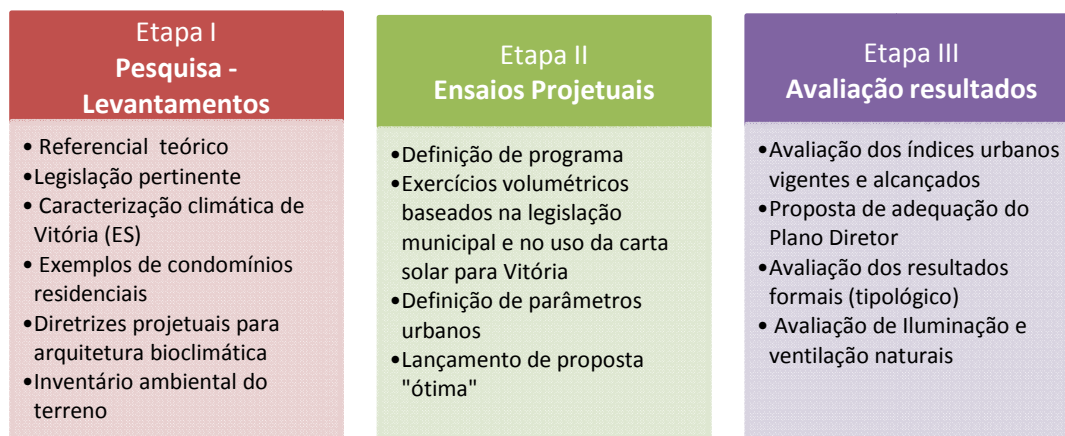 Etapa I
Pesquisa -
Levantamentos
• Referencial teórico
•Legislação pertinente
• Caracterização climática de
Vitória (ES)
• Exemplos de condomínios
residenciais
•Diretrizes projetuais para
arquitetura bioclimática
•Inventário ambiental do
terreno
Etapa II
Ensaios Projetuais
•Definição de programa
•Exercícios volumétricos
baseados na legislação
municipal e no uso da carta
solar para Vitória
•Definição de parâmetros
urbanos
•Lançamento de proposta
"ótima"
Etapa III
Avaliação resultados
•Avaliação dos índices urbanos
vigentes e alcançados
•Proposta de adequação do
Plano Diretor
•Avaliação dos resultados
formais (tipológico)
• Avaliação de Iluminação e
ventilação naturais